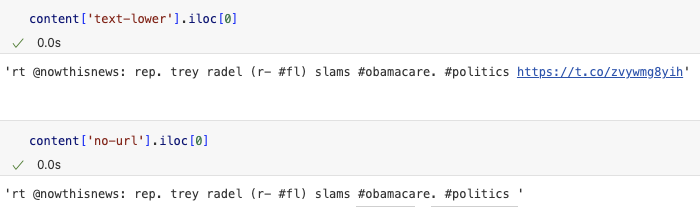 content['text-lower'].iloc[0]
✓ 0.0s
'rt @nowthisnews: rep. trey radel (r- #fl) slams #obamacare. #politics https://t.co/zvywmg8yih'
content['no-url'].iloc[0]
✓ 0.0s
'rt @nowthisnews: rep. trey radel (r- #fl) slams #obamacare. #politics '